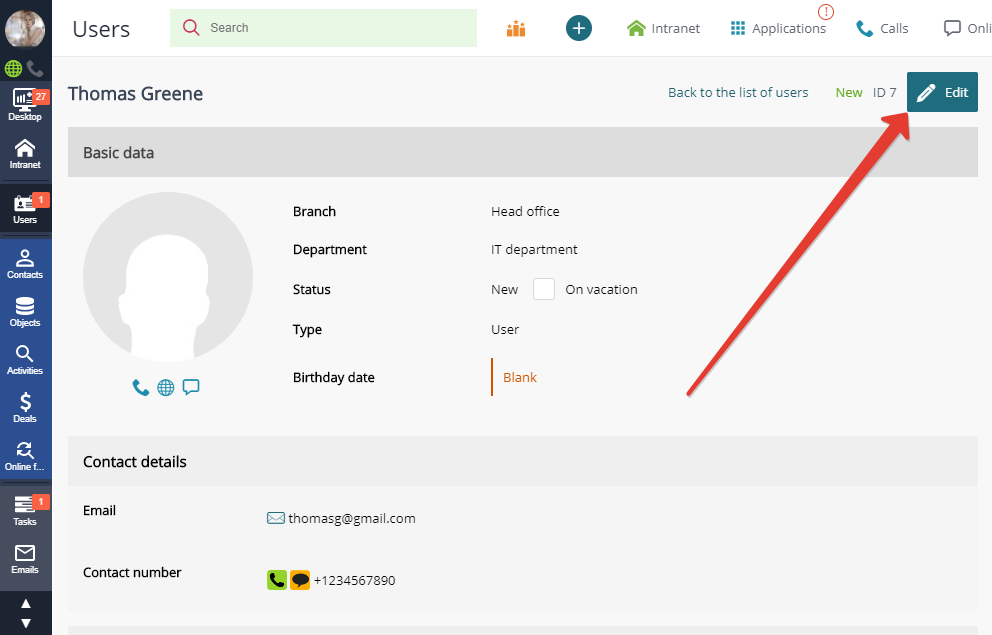 Users
Search
Intranet
Applications
!
Calls
Onli
27
Desktop
Intranet
1
Users
Contacts
Objects
Activities
$
Deals
Online f...
1
Tasks
Emails
Thomas Greene
Back to the list of users
New
ID 7
Edit
Basic data
Branch
Head office
Department
IT department
Status
New
On vacation
Type
User
Birthday date
Blank
Contact details
Email
thomasg@gmail.com
Contact number
+1234567890